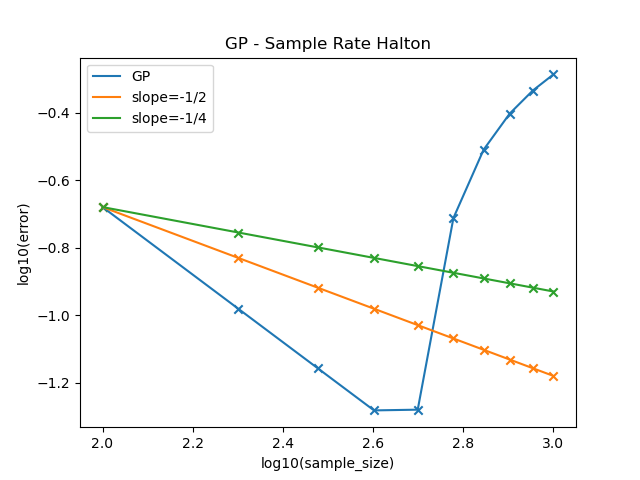 GP - Sample Rate Halton
GP
slope=-1/2
slope=-1/4
−0.4
−0.6
−0.8
−1.0
−1.2
log10(error)
2.0 2.2 2.4 2.6 2.8 3.0
log10(sample_size)